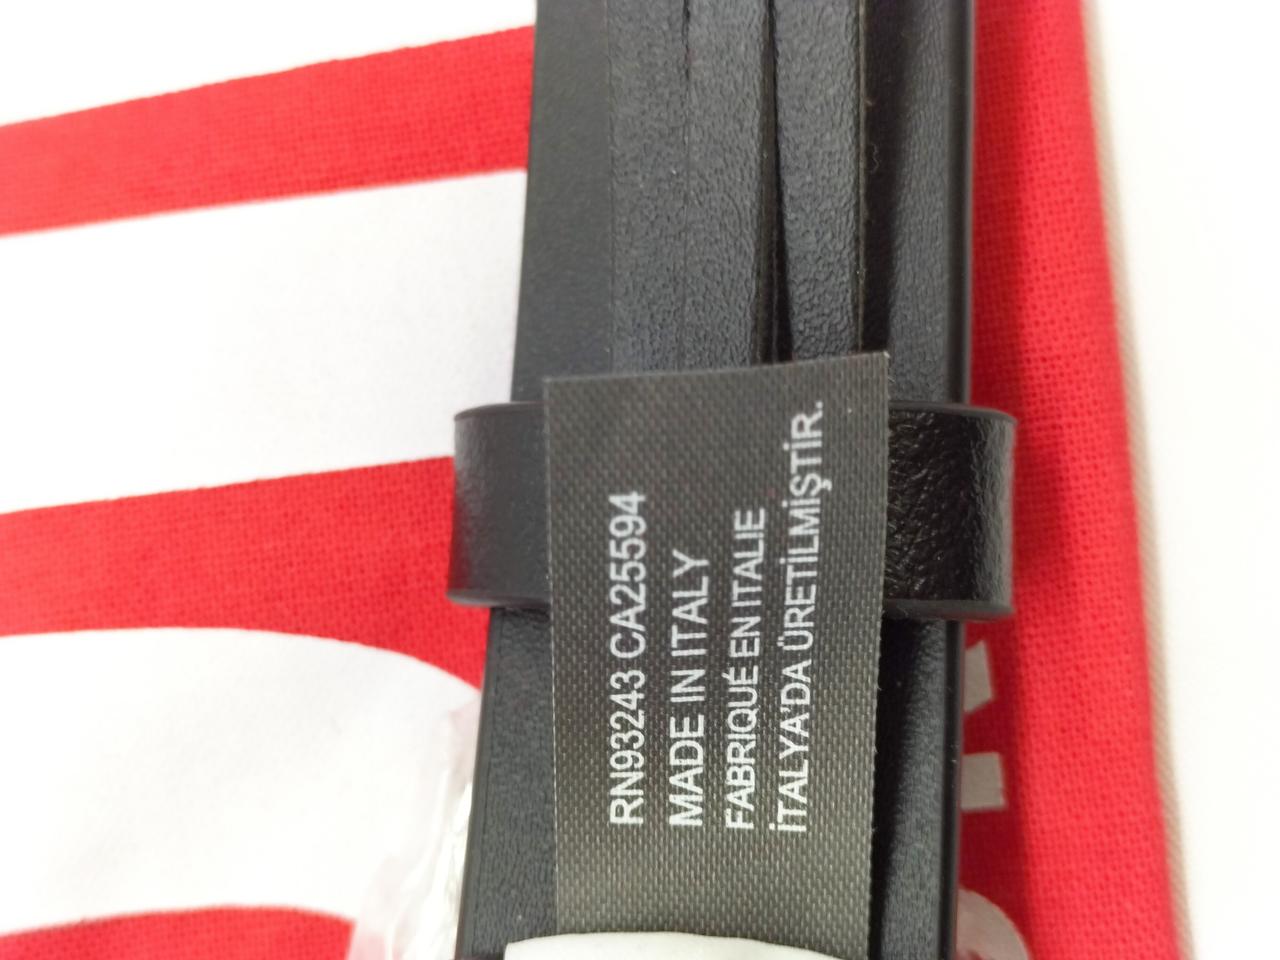 RN93243 CA25594
MADE IN ITALY
FABRIQUÉ EN ITALIE
İTALYA'DA ÜRETİLMİŞTİR.